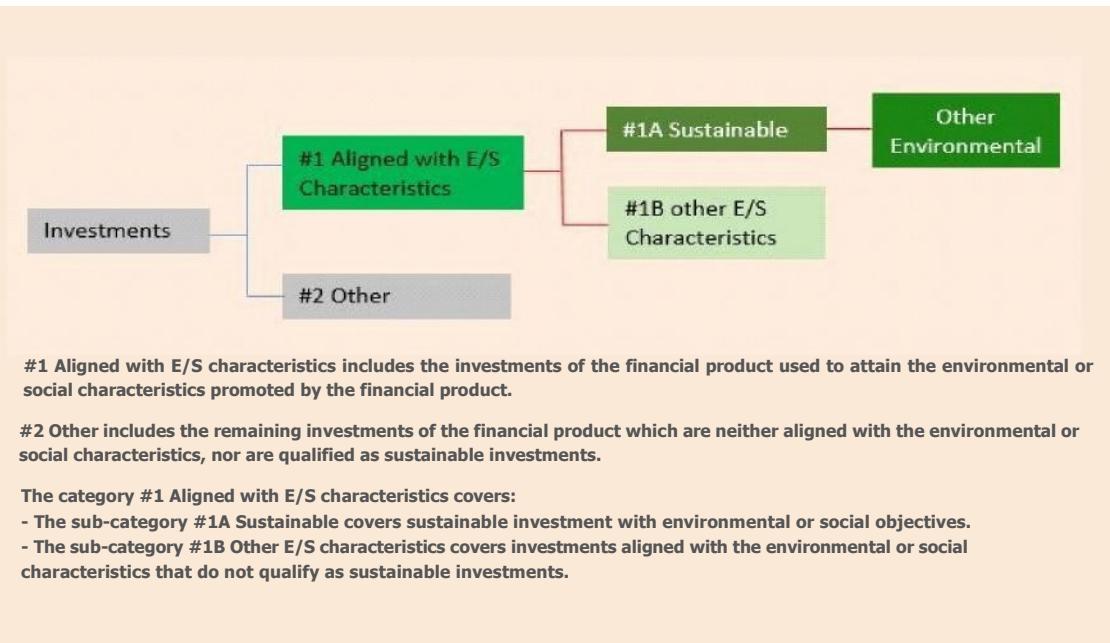 Other
Environmental
#1A Sustainable
#1 Aligned with E/S
Characteristics
#1B other E/S
Characteristics
Investments
#2 Other
#1 Aligned with E/S characteristics includes the investments of the financial product used to attain the environmental or
social characteristics promoted by the financial product.
#2 Other includes the remaining investments of the financial product which are neither aligned with the environmental or
social characteristics, nor are qualified as sustainable investments.
The category #1 Aligned with E/S characteristics covers:
- The sub-category #1A Sustainable covers sustainable investment with environmental or social objectives.
- The sub-category #1B Other E/S characteristics covers investments aligned with the environmental or social
characteristics that do not qualify as sustainable investments.